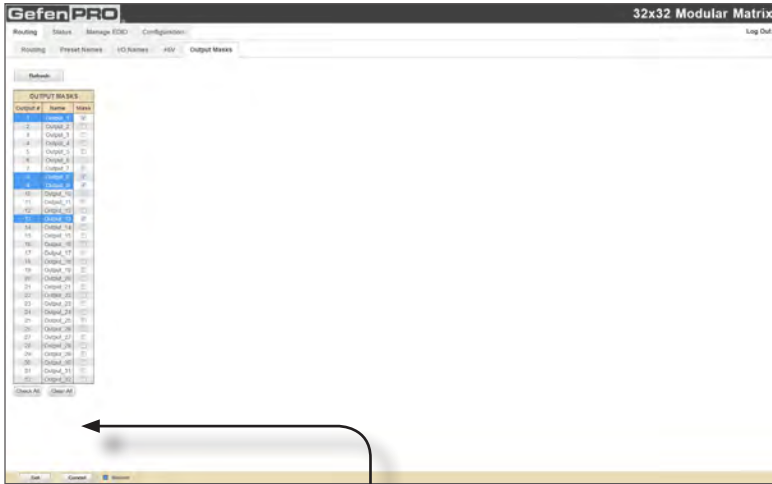 GefenPRO
32x32 Modular Matrix
Routing Status Manage EDID Configuration
Log Out
Routing Preset Names I/O Names Output Masks
Refresh
OUTPUT MASKS
Output # Name Mask
1 Output_1
2 Output_2
3 Output_3
4 Output_4
5 Output_5
6 Output_6
7 Output_7
8 Output_8
9 Output_9
10 Output_10
11 Output_11
12 Output_12
13 Output_13
14 Output_14
15 Output_15
16 Output_16
17 Output_17
18 Output_18
19 Output_19
20 Output_20
21 Output_21
22 Output_22
23 Output_23
24 Output_24
25 Output_25
26 Output_26
27 Output_27
28 Output_28
29 Output_29
30 Output_30
31 Output_31
32 Output_32
Check All Clear All
Set Cancel